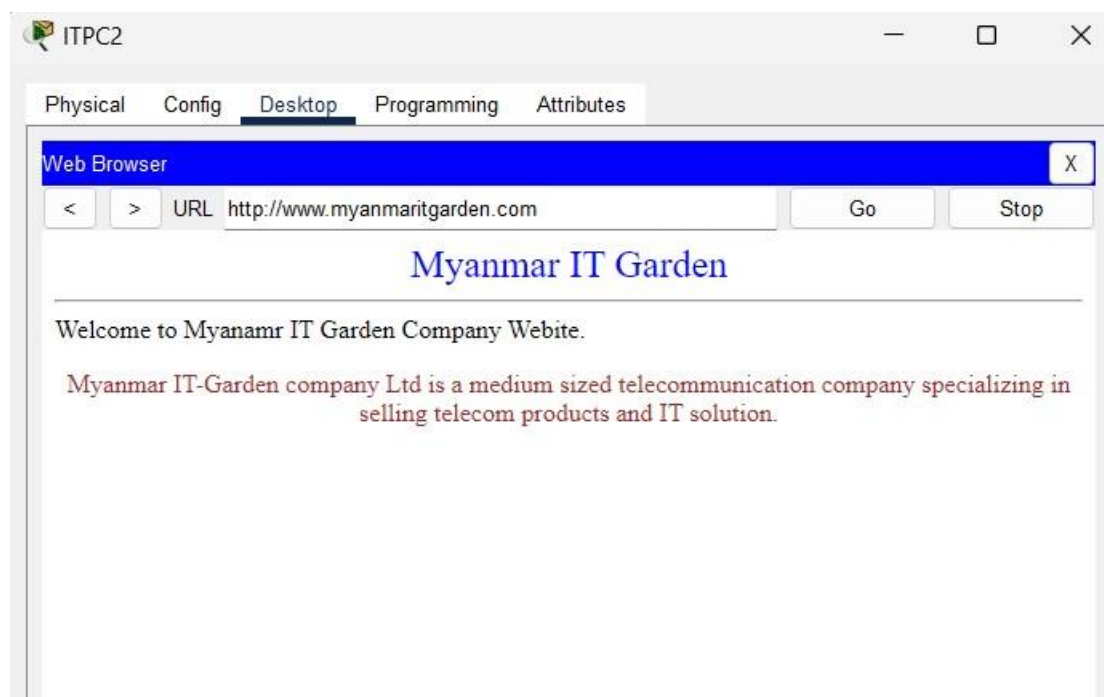 ITPC2
Physical Config Desktop Programming Attributes
Web Browser X
< > URL http://www.myanmaritgarden.com Go Stop
Myanmar IT Garden
Welcome to Myanamr IT Garden Company Webite.
Myanmar IT-Garden company Ltd is a medium sized telecommunication company specializing in
selling telecom products and IT solution.